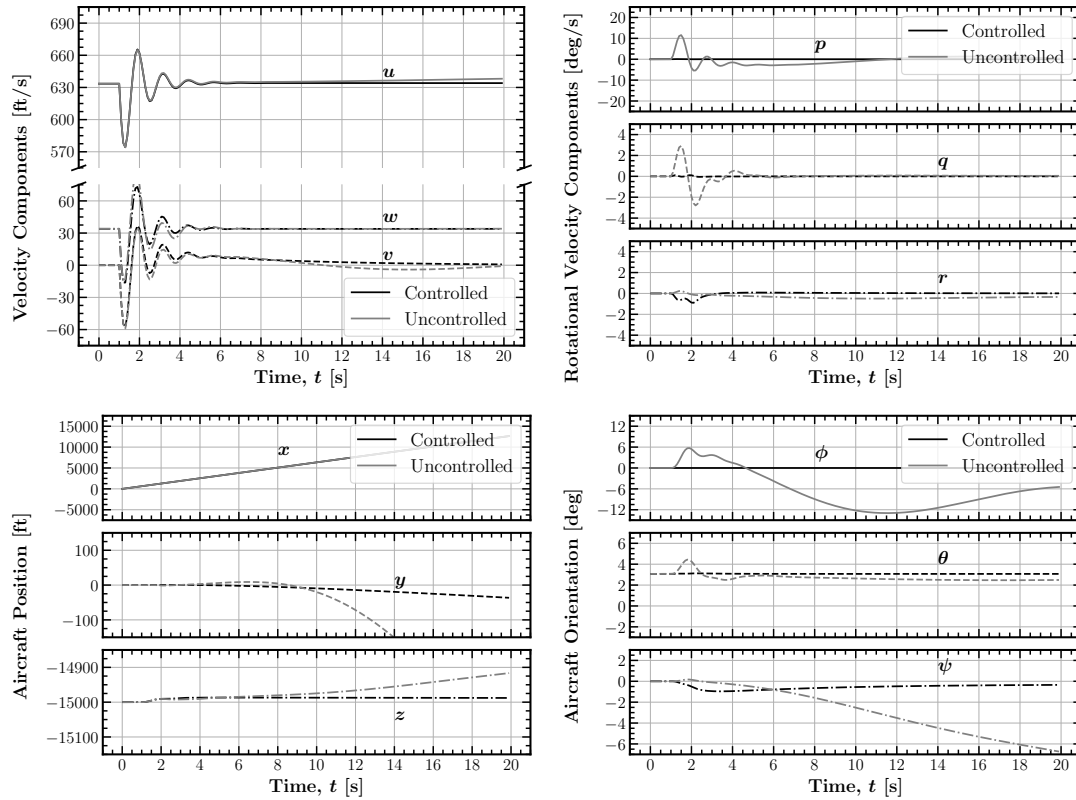 Velocity Components [ft/s]
690
660
630
600
570
u
60
30
0
−30
−60
w
v
Controlled
Uncontrolled
0 2 4 6 8 10 12 14 16 18 20
Time, t [s]
Rotational Velocity Components [deg/s]
20
10
0
−10
−20
p
Controlled
Uncontrolled
4
2
0
−2
−4
q
4
2
0
−2
−4
r
0 2 4 6 8 10 12 14 16 18 20
Time, t [s]
Aircraft Position [ft]
15000
10000
5000
0
−5000
x
Controlled
Uncontrolled
100
0
−100
y
−14900
−15000
−15100
z
0 2 4 6 8 10 12 14 16 18 20
Time, t [s]
Aircraft Orientation [deg]
12
6
0
−6
−12
ϕ
Controlled
Uncontrolled
6
4
2
0
−2
θ
2
0
−2
−4
−6
ψ
0 2 4 6 8 10 12 14 16 18 20
Time, t [s]